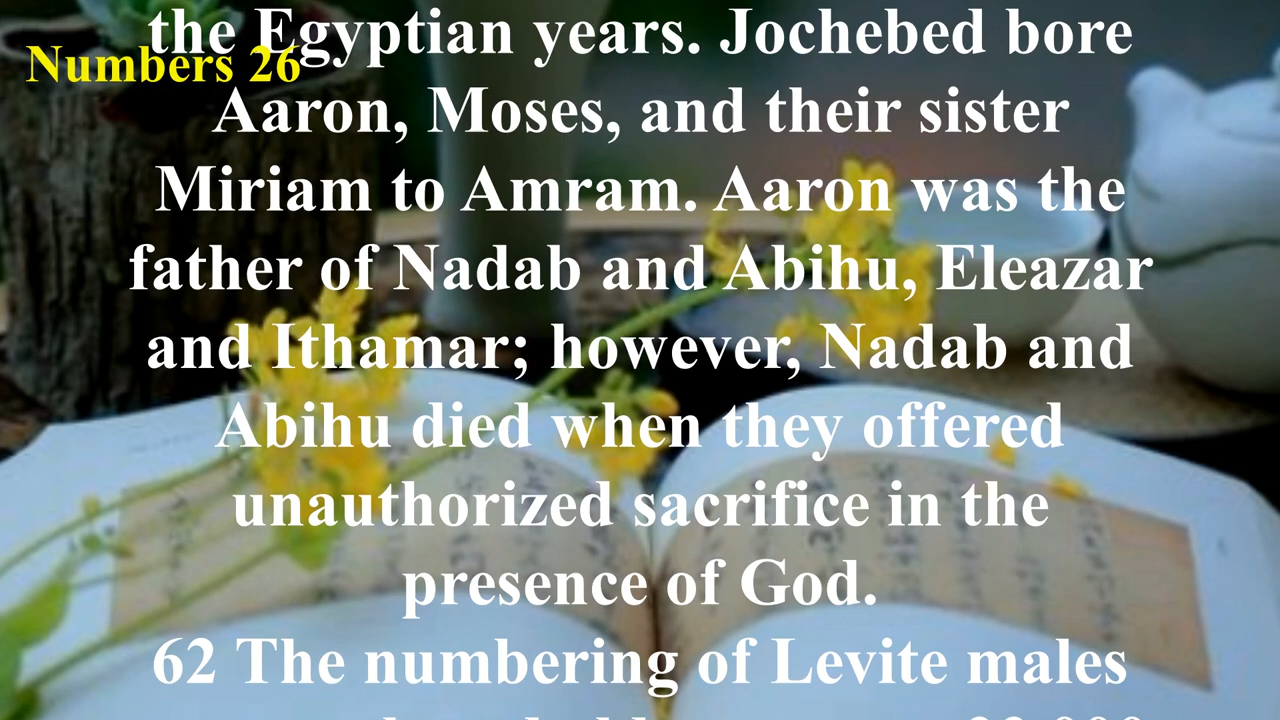 the Egyptian years. Jochebed bore
Numbers 26
Aaron, Moses, and their sister
Miriam to Amram. Aaron was the
father of Nadab and Abihu, Eleazar
and Ithamar; however, Nadab and
Abihu died when they offered
unauthorized sacrifice in the
presence of God.
62 The numbering of Levite males